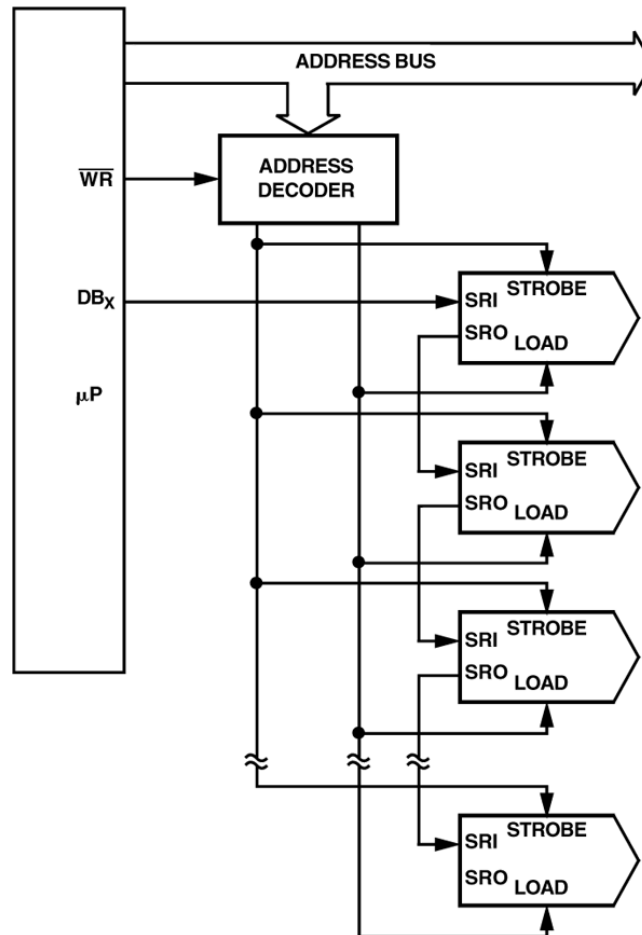 ADDRESS BUS
ADDRESS
DECODER
WR
DBX
μP
STROBE
SRI
SRO
LOAD
STROBE
SRI
SRO
LOAD
STROBE
SRI
SRO
LOAD
STROBE
SRI
SRO
LOAD